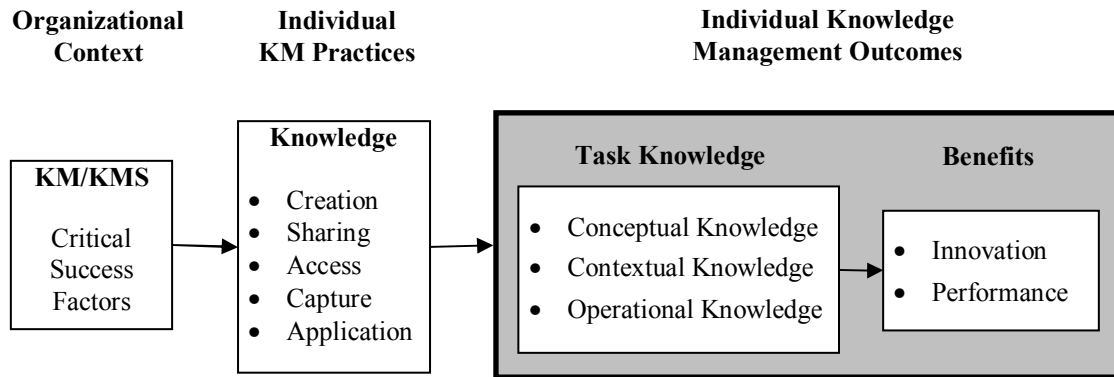 Organizational
Context
Individual
KM Practices
Individual Knowledge
Management Outcomes
KM/KMS
Critical
Success
Factors
Knowledge
• Creation
• Sharing
• Access
• Capture
• Application
Task Knowledge
• Conceptual Knowledge
• Contextual Knowledge
• Operational Knowledge
Benefits
• Innovation
• Performance